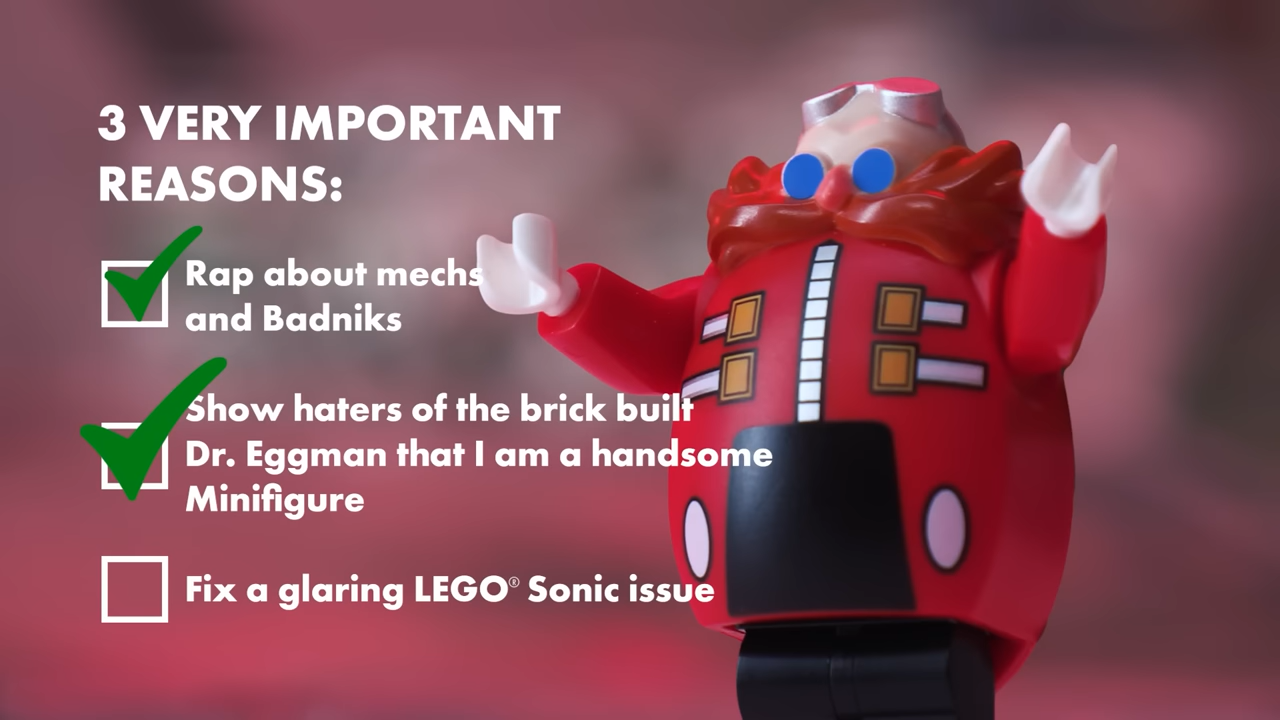 3 VERY IMPORTANT
REASONS:
Rap about mechs
and Badniks
Show haters of the brick built
Dr. Eggman that I am a handsome
Minifigure
Fix a glaring LEGO® Sonic issue